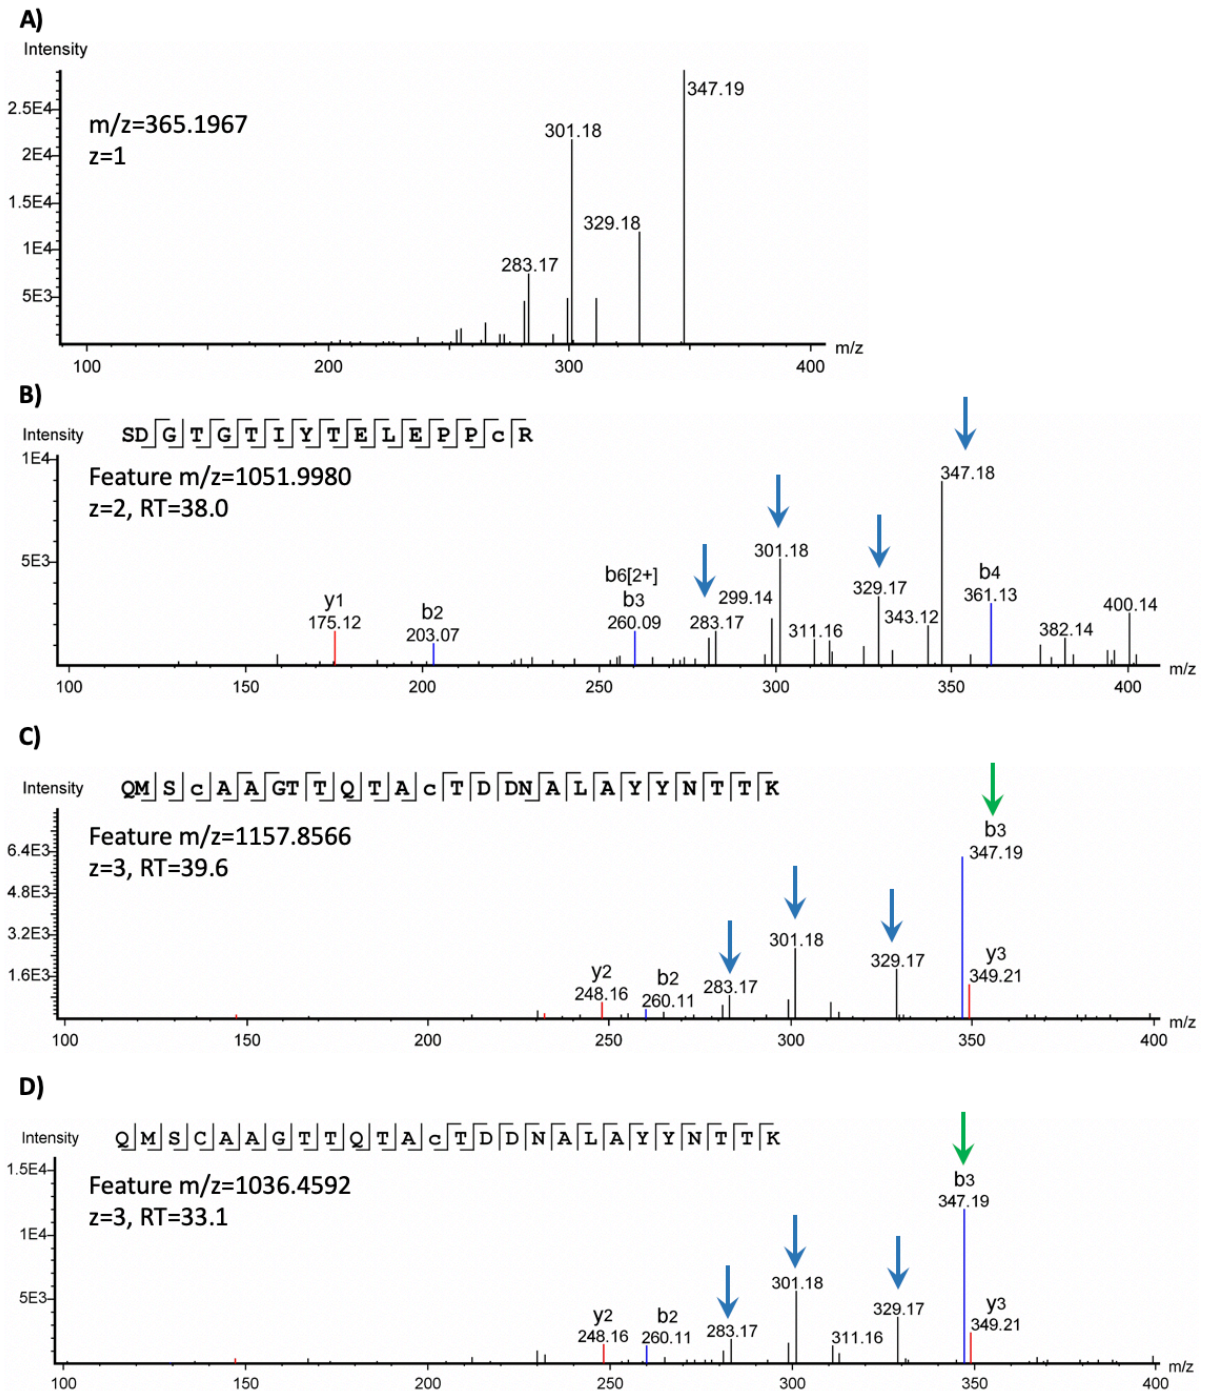 A)
Intensity
347.19
2.5E4
m/z=365.1967
301.18
2E4
z=1
1.5E4
329.18
1E4
283.17
5E3
m/z
100 200 300 400
B)
Intensity SDGTGTIYTELEPPcR
1E4
Feature m/z=1051.9980
347.18
z=2, RT=38.0
301.18
5E3
b6[2+]
329.17
b4
y1
b3
299.14
361.13
b2
400.14
175.12
260.09
283.17
343.12
203.07
311.16
382.14
m/z
100 150 200 250 300 350 400
C)
Intensity QMScAAGTTQTAcTDDNALAYYNTTK
b3
Feature m/z=1157.8566
347.19
6.4E3
z=3, RT=39.6
4.8E3
3.2E3
301.18
y3
329.17
1.6E3
y2
b2
349.21
248.16
260.11
283.17
m/z
100 150 200 250 300 350 400
D)
Intensity QMSCAAGTTQTAcTDDNALAYYNTTK
1.5E4
b3
Feature m/z=1036.4592
347.19
z=3, RT=33.1
1E4
301.18
5E3
329.17
y3
y2
b2
349.21
248.16
260.11
283.17
311.16
m/z
100 150 200 250 300 350 400